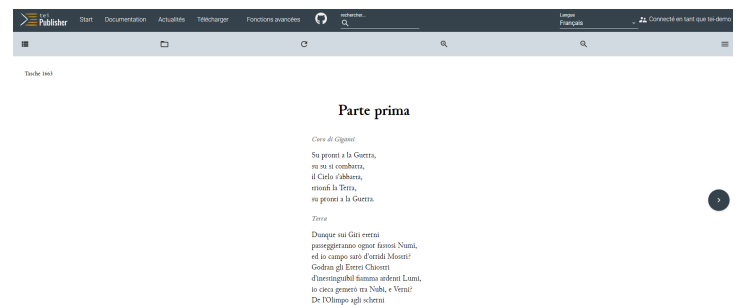 tei
Publisher
Start
Documentation
Actualités
Télécharger
Fonctions avancées
rechercher...
Langue
Français
Connecté en tant que tei-demo
Tasche 1663
Parte prima
Coro di Giganti
Su pronti a la Guerra,
su su si combatta,
il Cielo s'abbatta,
trionfi la Terra,
su pronti a la Guerra.
Terra
Dunque sui Giri eterni
passeggieranno ognor fastosi Numi,
ed io campo sarò d'orridi Mostri?
Godran gli Eterei Chiostri
d'inestinguibil fiamma ardenti Lumi,
io cieca gemerò tra Nubi, e Verni?
De l'Olimpo agli scherni